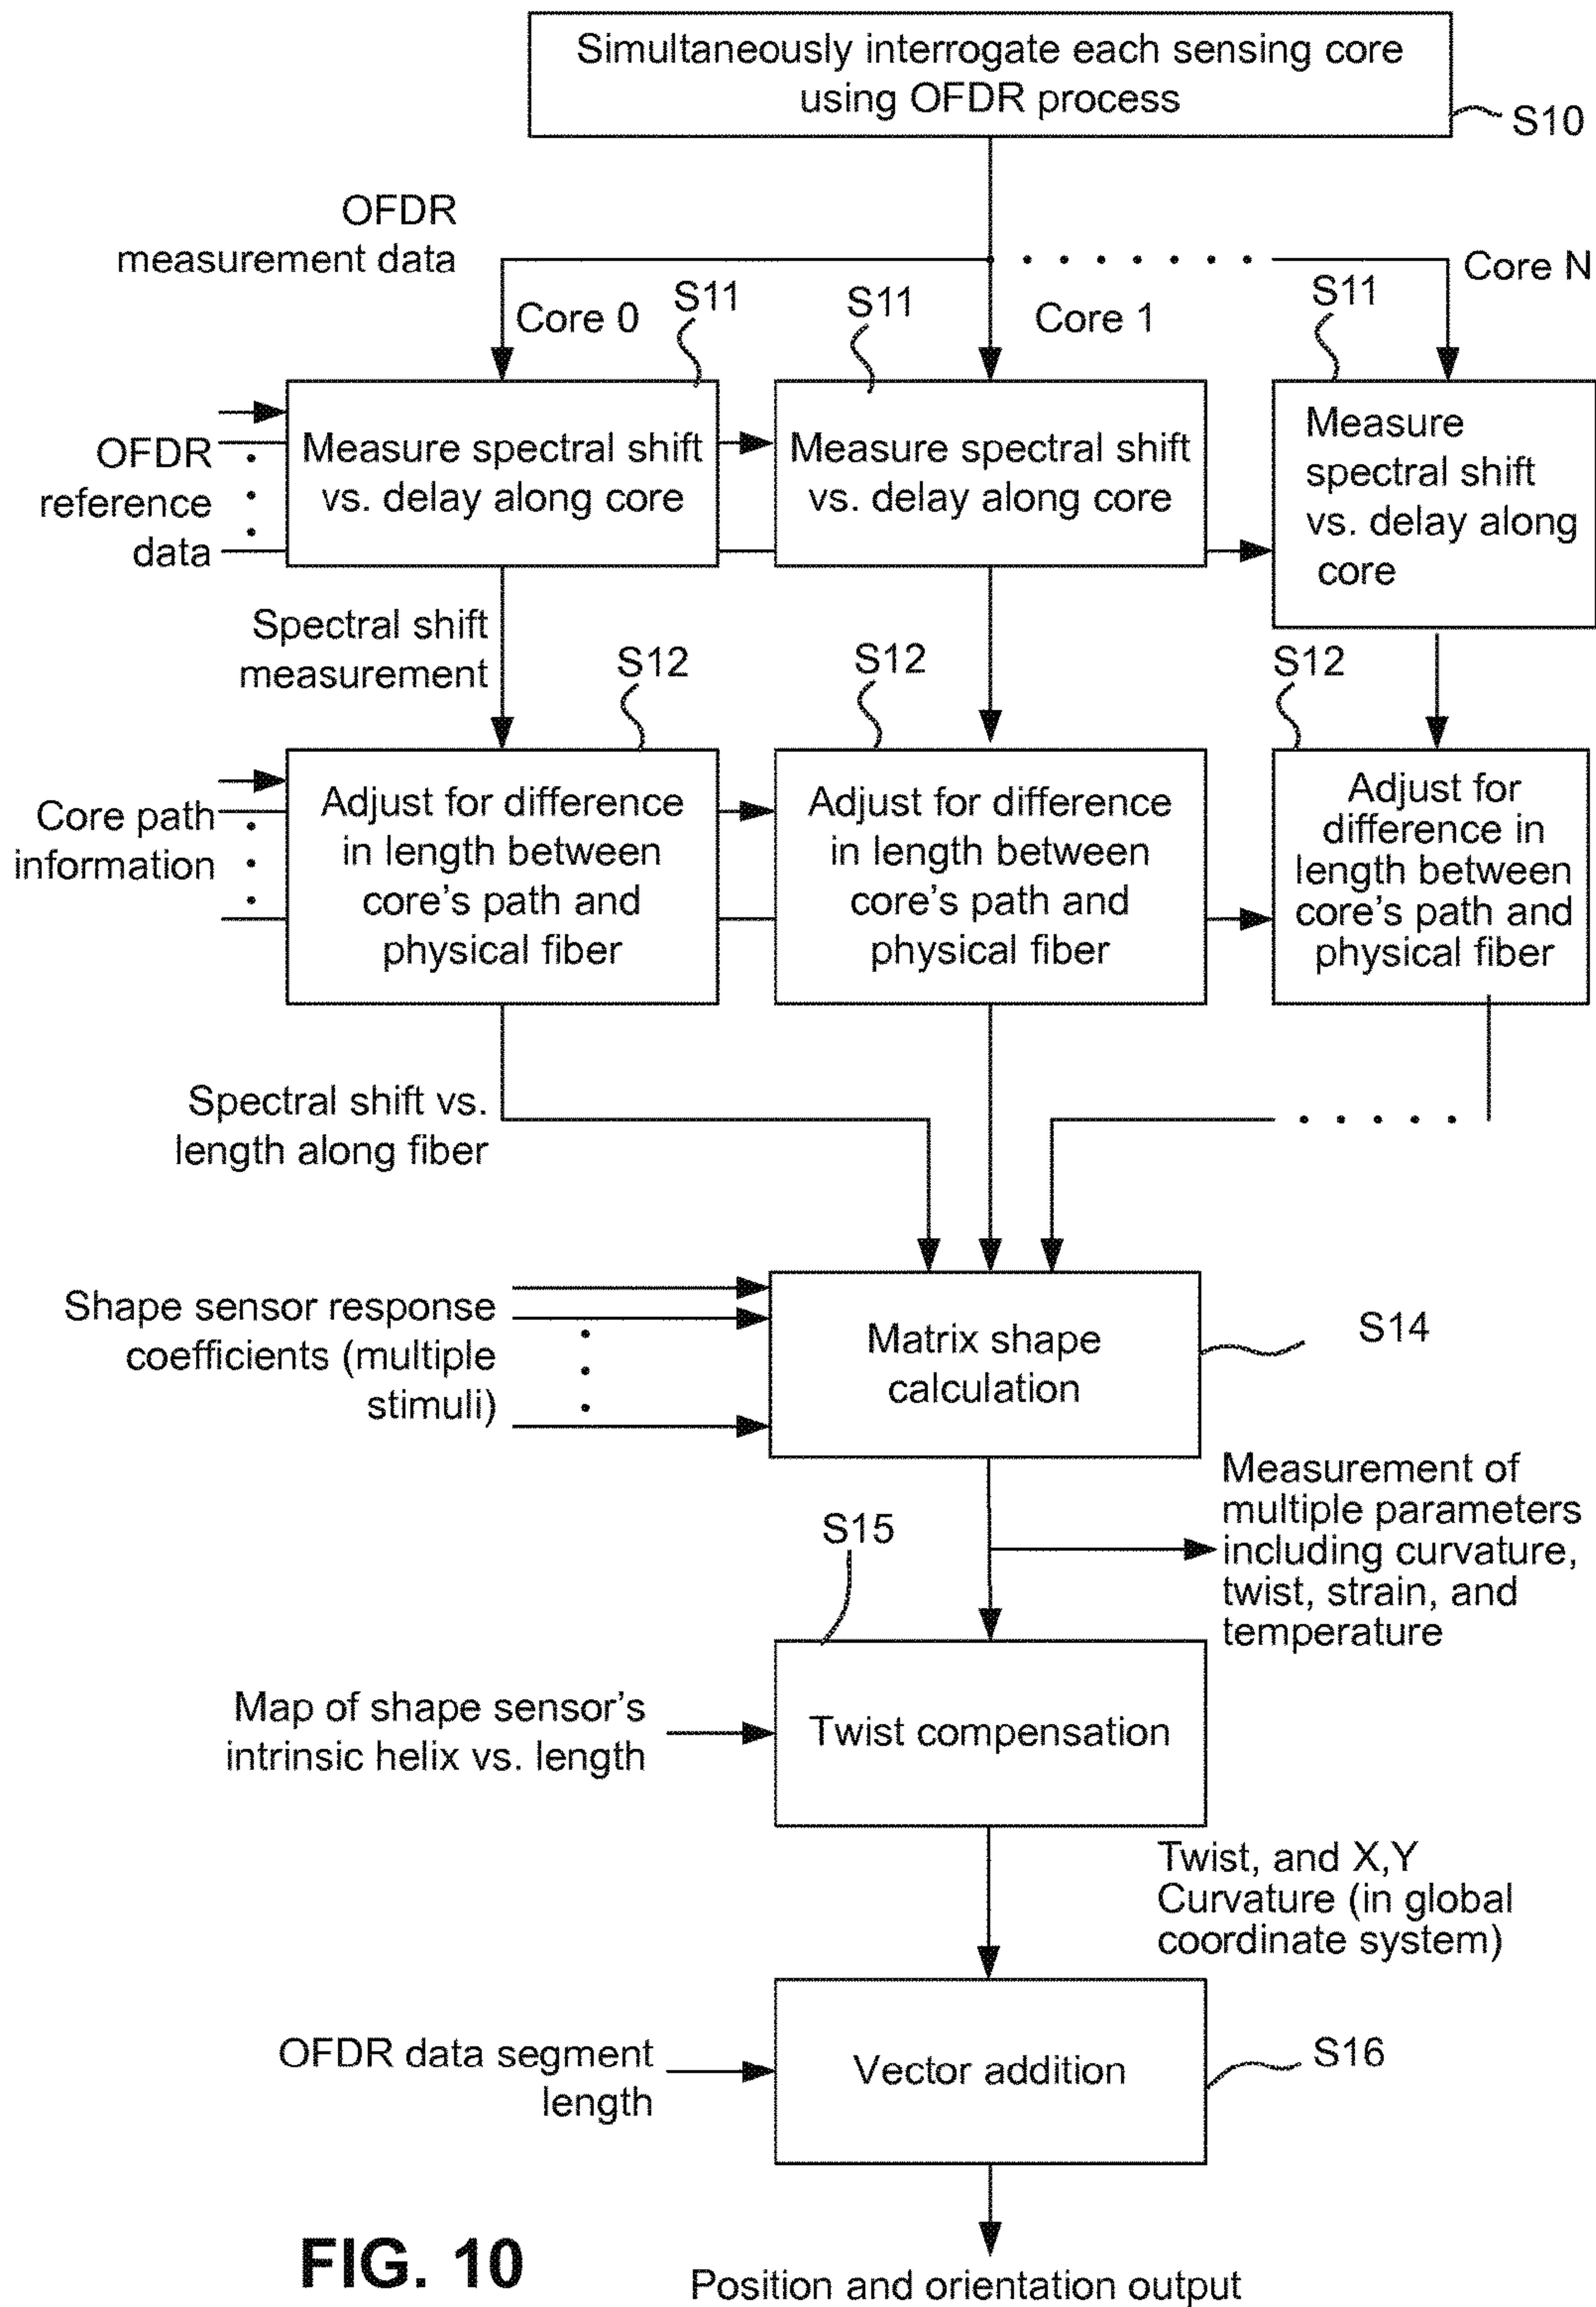 Simultaneously interrogate each sensing core
using OFDR process
S10
OFDR
measurement data
Core N
Core 0
S11
S11
Core 1
S11
OFDR
reference
data
Measure spectral shift
vs. delay along core
Measure spectral shift
vs. delay along core
Measure
spectral shift
vs. delay along
core
Spectral shift
measurement
S12
S12
S12
Core path
information
Adjust for difference
in length between
core's path and
physical fiber
Adjust for difference
in length between
core's path and
physical fiber
Adjust for
difference in
length between
core's path and
physical fiber
Spectral shift vs.
length along fiber
Shape sensor response
coefficients (multiple
stimuli)
Matrix shape
calculation
S14
Measurement of
multiple parameters
including curvature,
twist, strain, and
temperature
S15
Map of shape sensor's
intrinsic helix vs. length
Twist compensation
Twist, and X,Y
Curvature (in global
coordinate system)
OFDR data segment
length
Vector addition
S16
FIG. 10
Position and orientation output